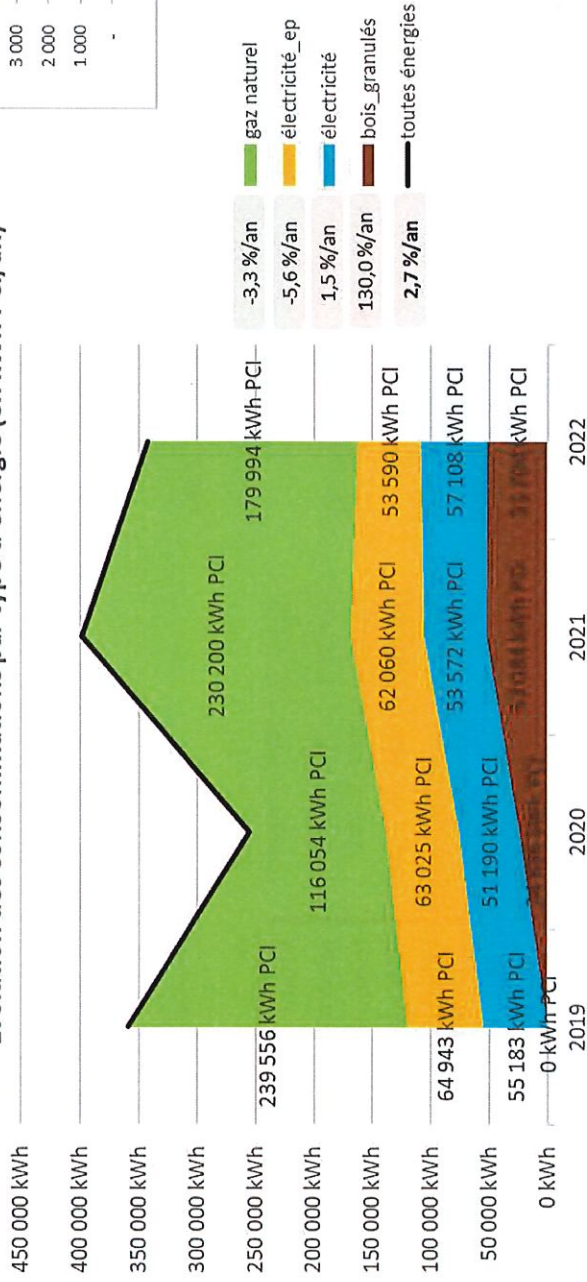 3 000
2 000
1 000
-
450 000 kWh
400 000 kWh
350 000 kWh
300 000 kWh
250 000 kWh
200 000 kWh
150 000 kWh
100 000 kWh
50 000 kWh
0 kWh
239 556 kWh PCI
116 054 kWh PCI
230 200 kWh PCI
179 994 kWh PCI
64 943 kWh PCI
63 025 kWh PCI
62 060 kWh PCI
53 590 kWh PCI
55 183 kWh PCI
51 190 kWh PCI
53 572 kWh PCI
57 108 kWh PCI
0 kWh PCI
kWh PCI
2019
2020
2021
2022
-3,3 %/an gaz naturel
-5,6 %/an électricité_ep
1,5 %/an électricité
130,0 %/an bois_granulés
2,7 %/an toutes énergies